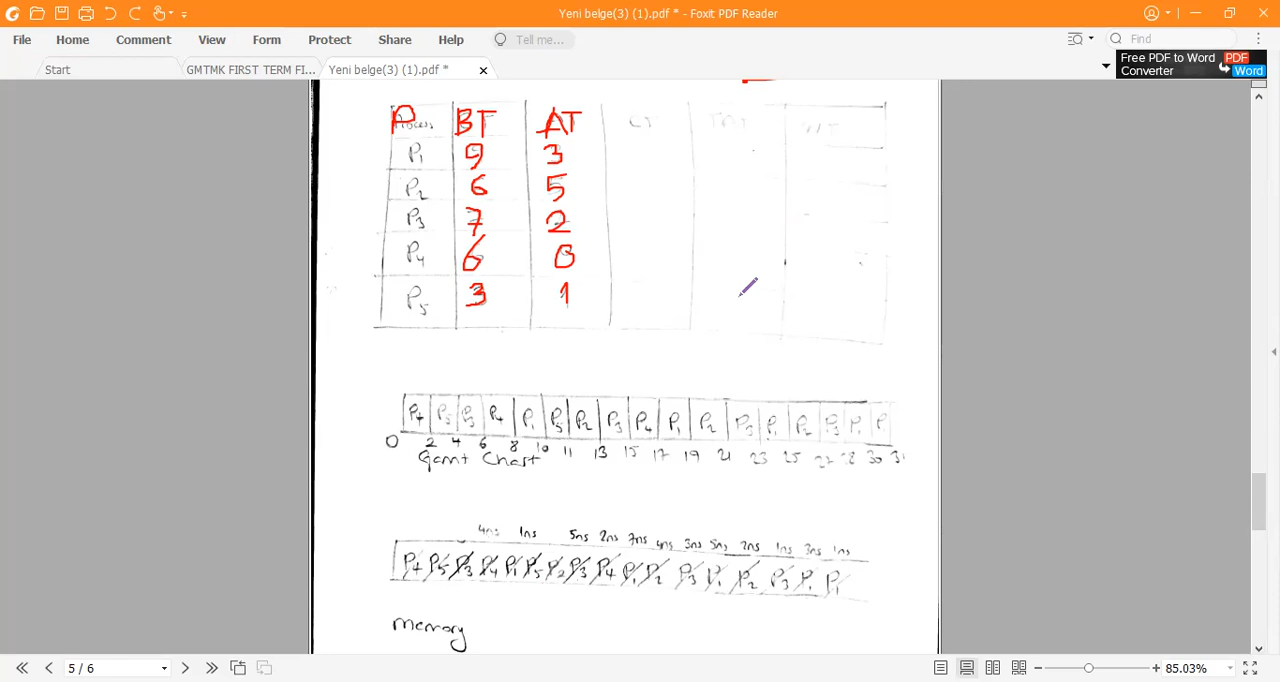 Yeni belge(3) (1).pdf * - Foxit PDF Reader
File Home Comment View Form Protect Share Help Tell me... Find
Start GMTMK FIRST TERM FI... Yeni belge(3) (1).pdf *
Free PDF to Word Converter PDF Word
P BT AT CT TAT WT
P1 9 3
P2 6 5
P3 7 2
P4 6 0
P5 3 1
P4 P5 P3 P4 P1 P5 P2 P3 P4 P1 P2 P3 P1 P2 P3 P1 P1
0 2 4 6 8 10 11 13 15 17 19 21 23 25 27 28 30 31
Gant Chart
4ns 1ns 5ns 2ns 7ns 4ns 3ns 5ns 2ns 1ns 3ns 1ns
P4 P5 P3 P4 P1 P5 P2 P3 P4 P1 P2 P3 P1 P2 P3 P1 P1
memory
5 / 6 85.03%